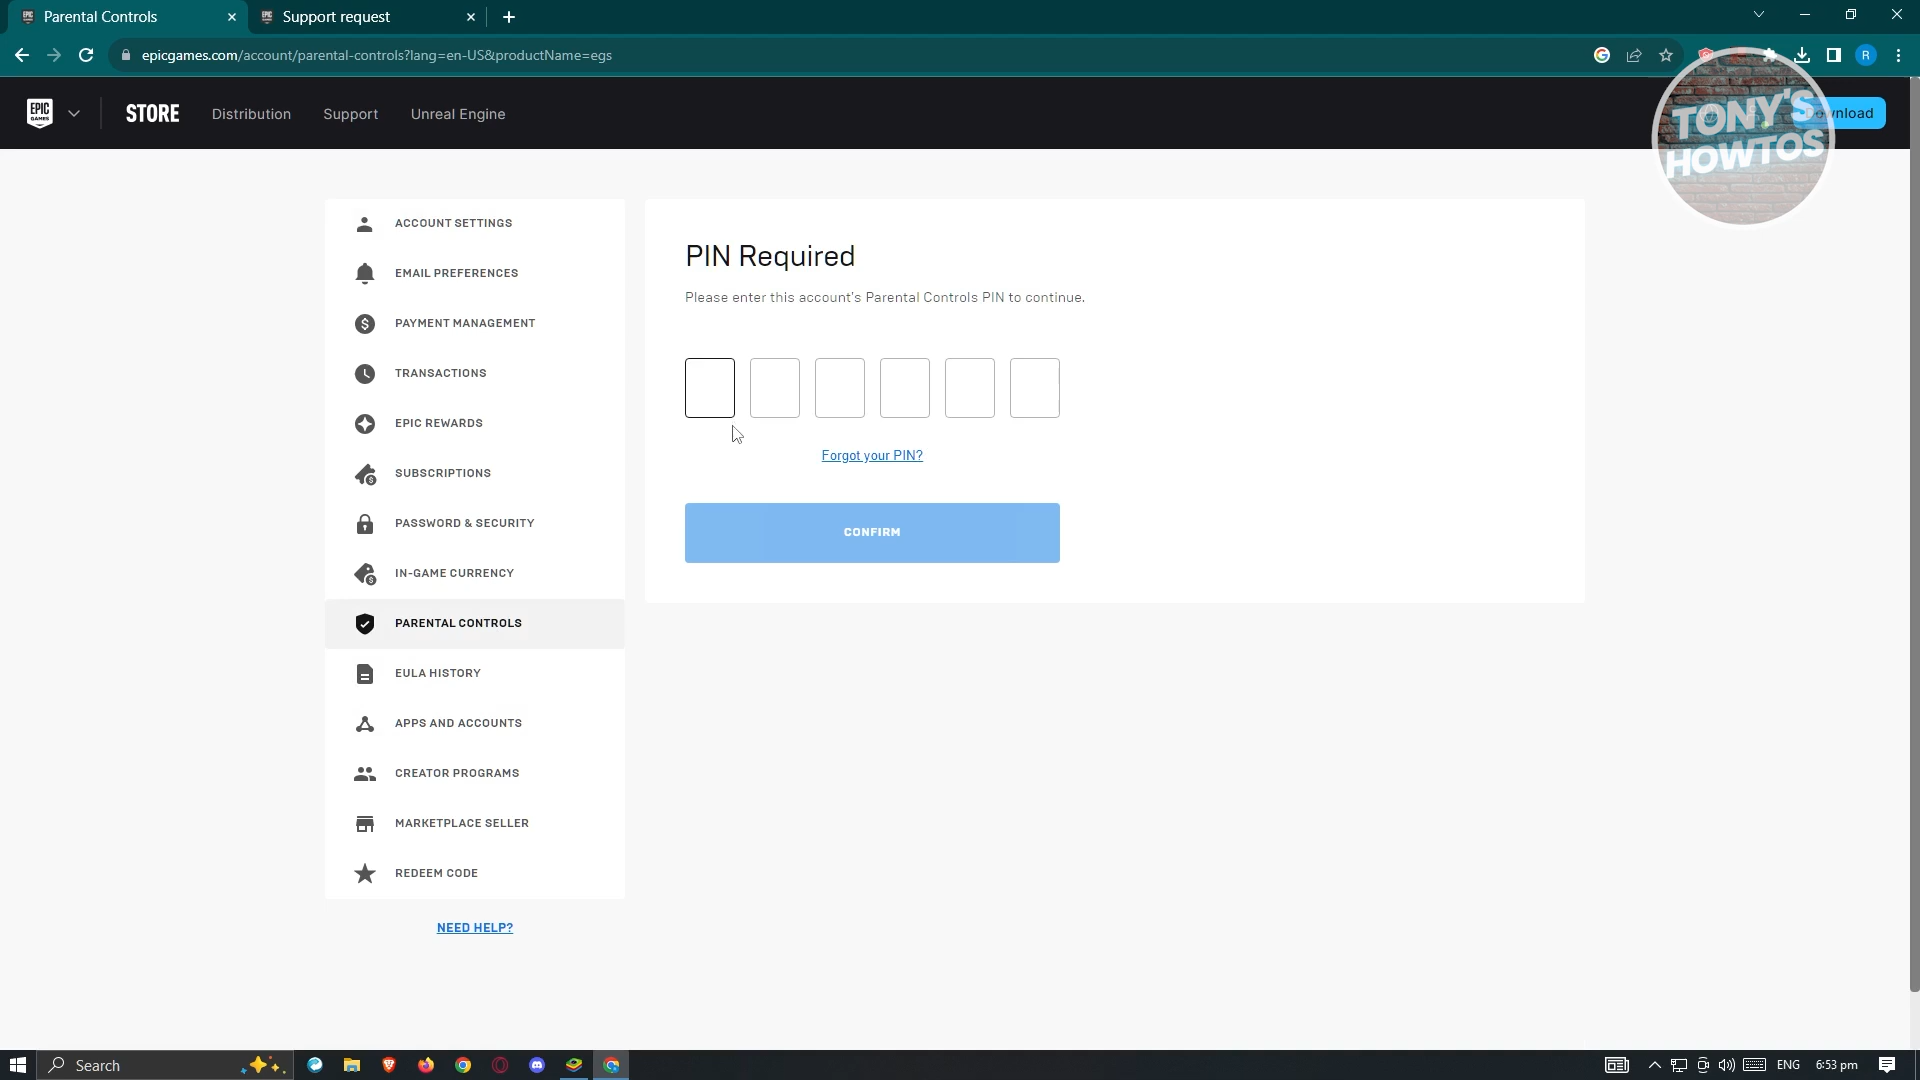 Parental Controls
Support request
epicgames.com/account/parental-controls?lang=en-US&productName=egs
R
EPIC GAMES
STORE
Distribution
Support
Unreal Engine
TONY'S HOWTOS
ACCOUNT SETTINGS
EMAIL PREFERENCES
PAYMENT MANAGEMENT
TRANSACTIONS
EPIC REWARDS
SUBSCRIPTIONS
PASSWORD & SECURITY
IN-GAME CURRENCY
PARENTAL CONTROLS
EULA HISTORY
APPS AND ACCOUNTS
CREATOR PROGRAMS
MARKETPLACE SELLER
REDEEM CODE
NEED HELP?
PIN Required
Please enter this account's Parental Controls PIN to continue.
Forgot your PIN?
CONFIRM
Search
ENG
6:53 pm